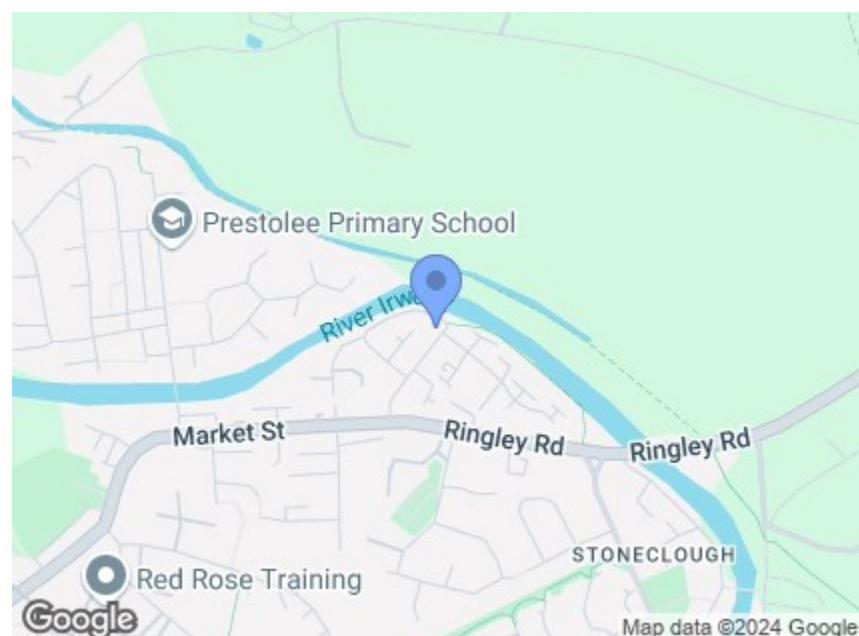 Prestolee Primary School
River Irw
Market St
Ringley Rd
Ringley Rd
STONECLOUGH
Red Rose Training
Google
Map data ©2024 Google